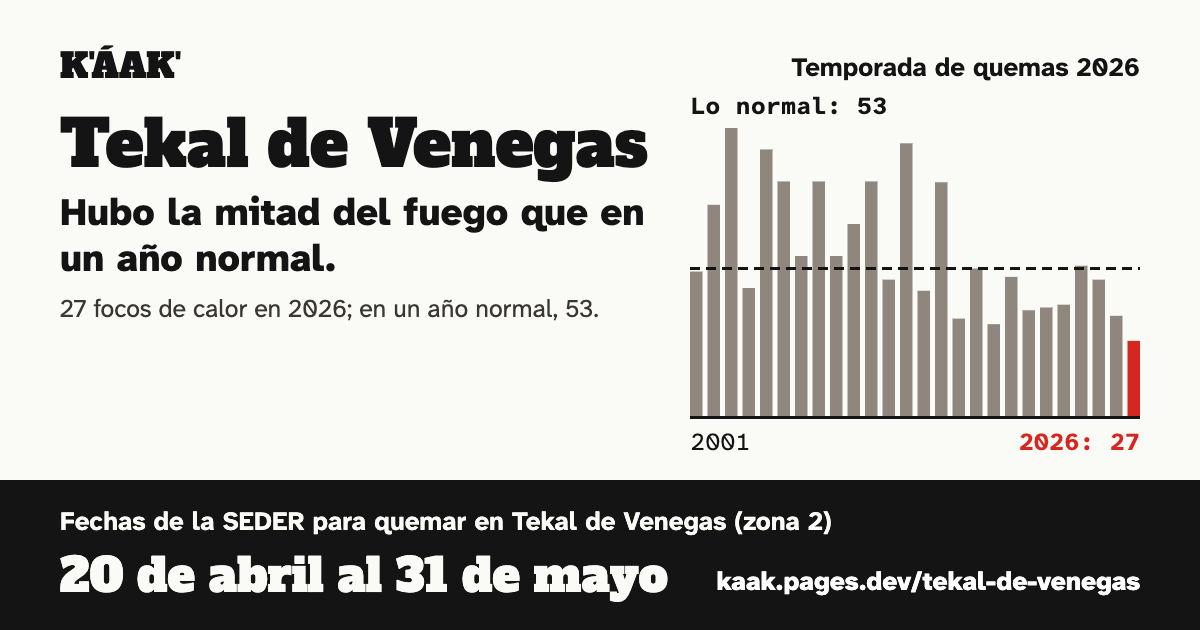 K'ÁAK'
Tekal de Venegas
Hubo la mitad del fuego que en
un año normal.
27 focos de calor en 2026; en un año normal, 53.
Temporada de quemas 2026
Lo normal: 53
2001
2026: 27
Fechas de la SEDER para quemar en Tekal de Venegas (zona 2)
20 de abril al 31 de mayo
kaak.pages.dev/tekal-de-venegas